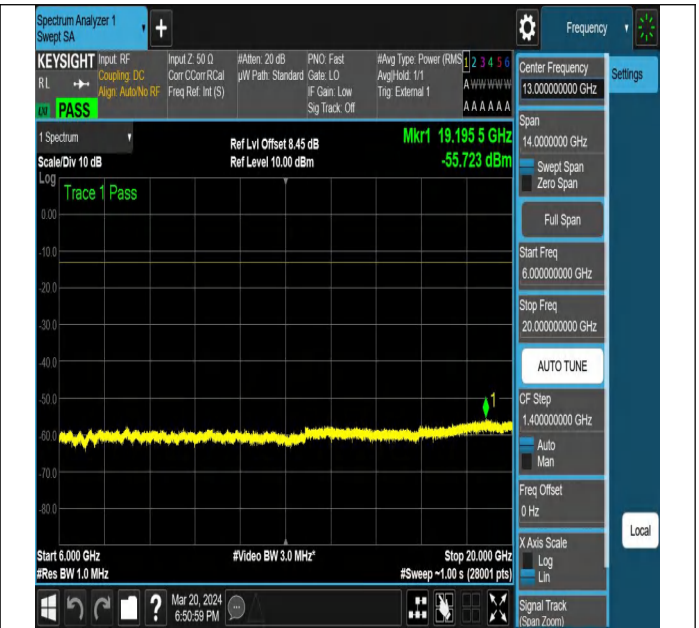 Spectrum Analyzer 1
Swept SA
+
Frequency
KEYSIGHT
RL
PASS
Input: RF
Coupling: DC
Align: Auto/No RF
Input Z: 50 Ω
Corr CCorr RCal
Freq Ref: Int (S)
#Atten: 20 dB
µW Path: Standard
PNO: Fast
Gate: LO
IF Gain: Low
Sig Track: Off
#Avg Type: Power (RMS
Avg|Hold: 1/1
Trig: External 1
1 2 3 4 5 6
A W W W W W
A A A A A A
1 Spectrum
Scale/Div 10 dB
Ref Lvl Offset 8.45 dB
Ref Level 10.00 dBm
Mkr1 19.195 5 GHz
-55.723 dBm
Log
Trace 1 Pass
0.00
-10.0
-20.0
-30.0
-40.0
-50.0
-60.0
-70.0
-80.0
1
Start 6.000 GHz
#Res BW 1.0 MHz
#Video BW 3.0 MHz*
Stop 20.000 GHz
#Sweep ~1.00 s (28001 pts)
?
Mar 20, 2024
6:50:59 PM
Center Frequency
13.000000000 GHz
Span
14.0000000 GHz
Swept Span
Zero Span
Full Span
Start Freq
6.000000000 GHz
Stop Freq
20.000000000 GHz
AUTO TUNE
CF Step
1.400000000 GHz
Auto
Man
Freq Offset
0 Hz
X Axis Scale
Log
Lin
Signal Track
(Span Zoom)
Settings
Local